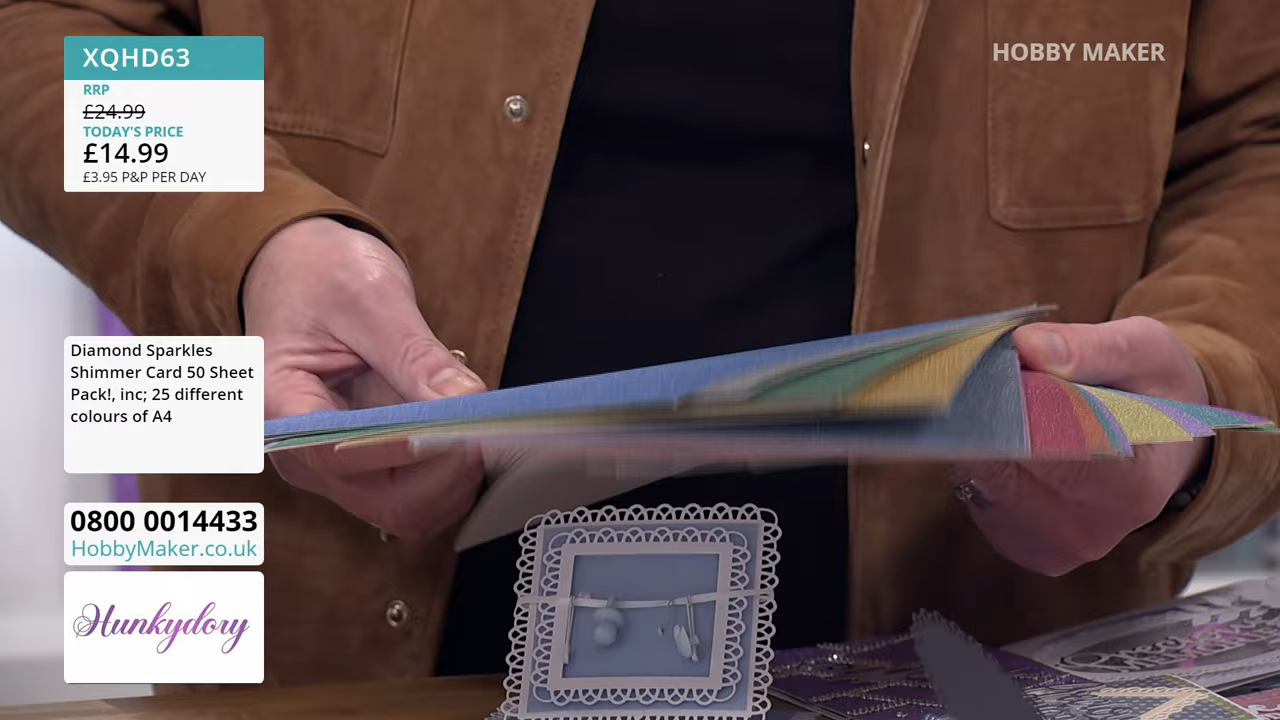 XQHD63
RRP
£24.99
TODAY'S PRICE
£14.99
£3.95 P&P PER DAY
HOBBY MAKER
Diamond Sparkles
Shimmer Card 50 Sheet
Pack!, inc; 25 different
colours of A4
0800 0014433
HobbyMaker.co.uk
Hunkydory